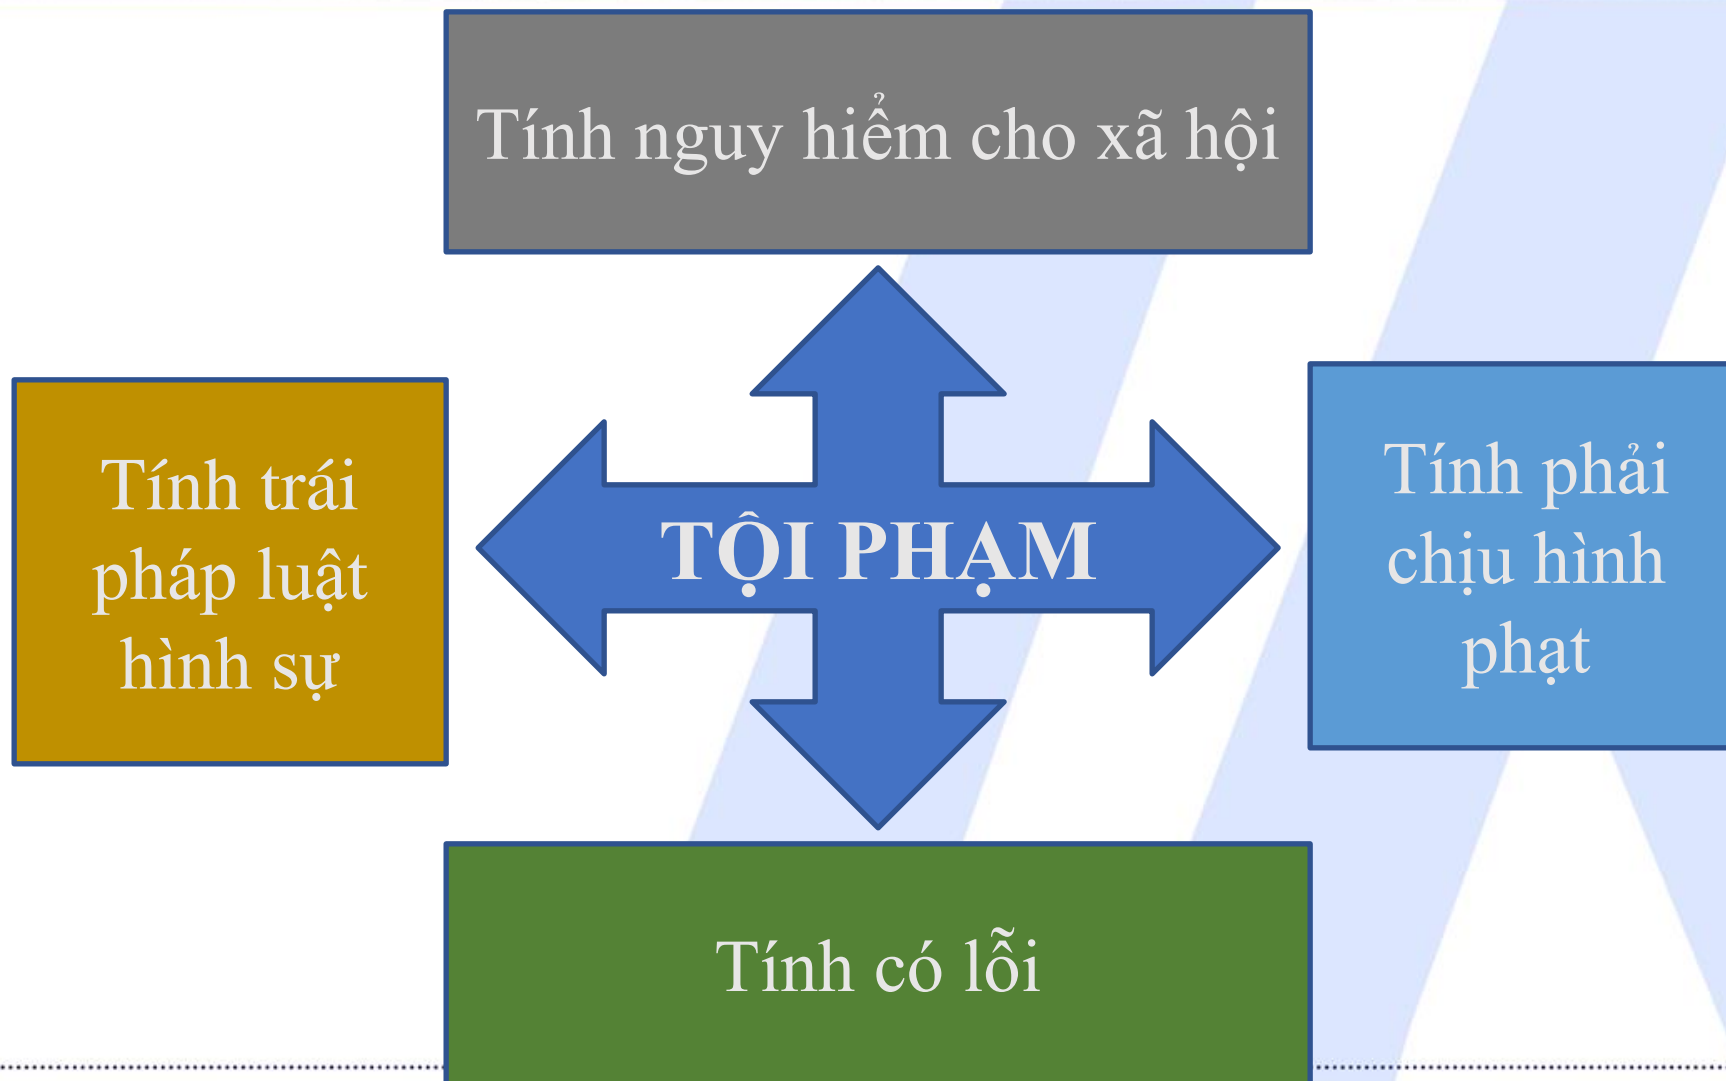 Tính nguy hiểm cho xã hội
Tính trái
pháp luật
hình sự
TỘI PHẠM
Tính phải
chịu hình
phạt
Tính có lỗi